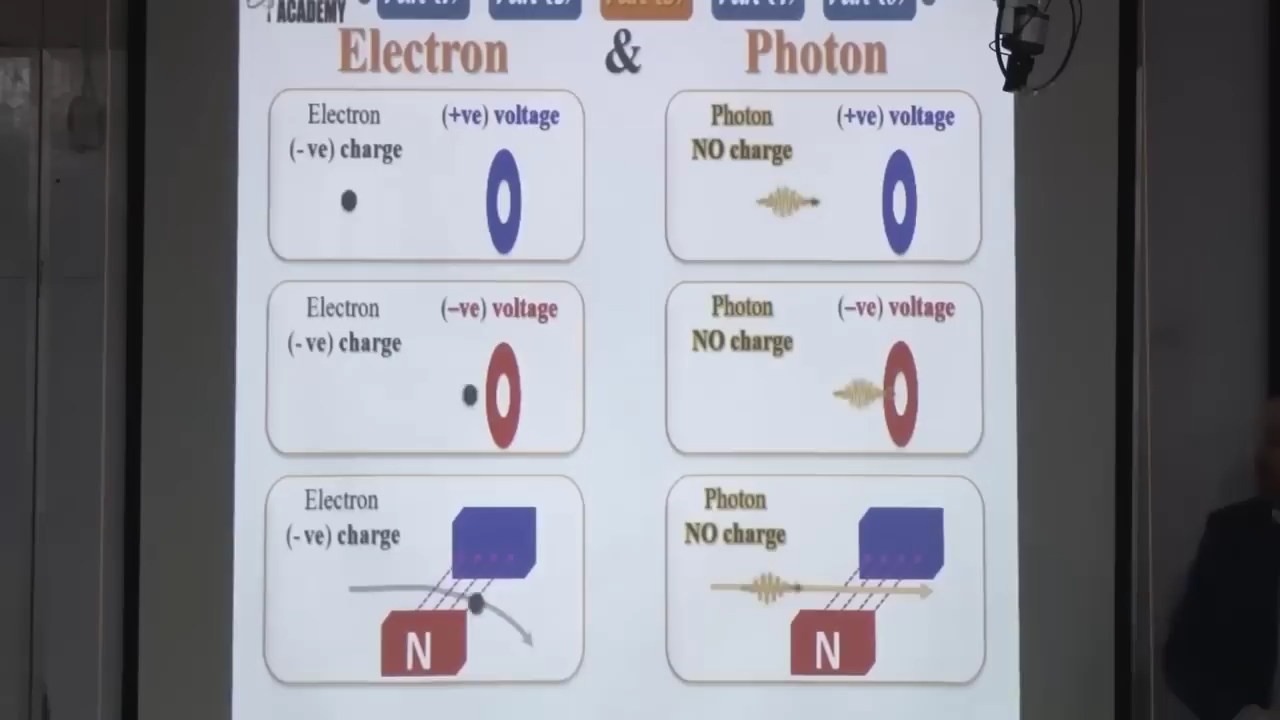 ACADEMY
Electron & Photon
Electron
(+ve) voltage
(-ve) charge
Photon
(+ve) voltage
NO charge
Electron
(–ve) voltage
(-ve) charge
Photon
(–ve) voltage
NO charge
Electron
(-ve) charge
N
Photon
NO charge
N